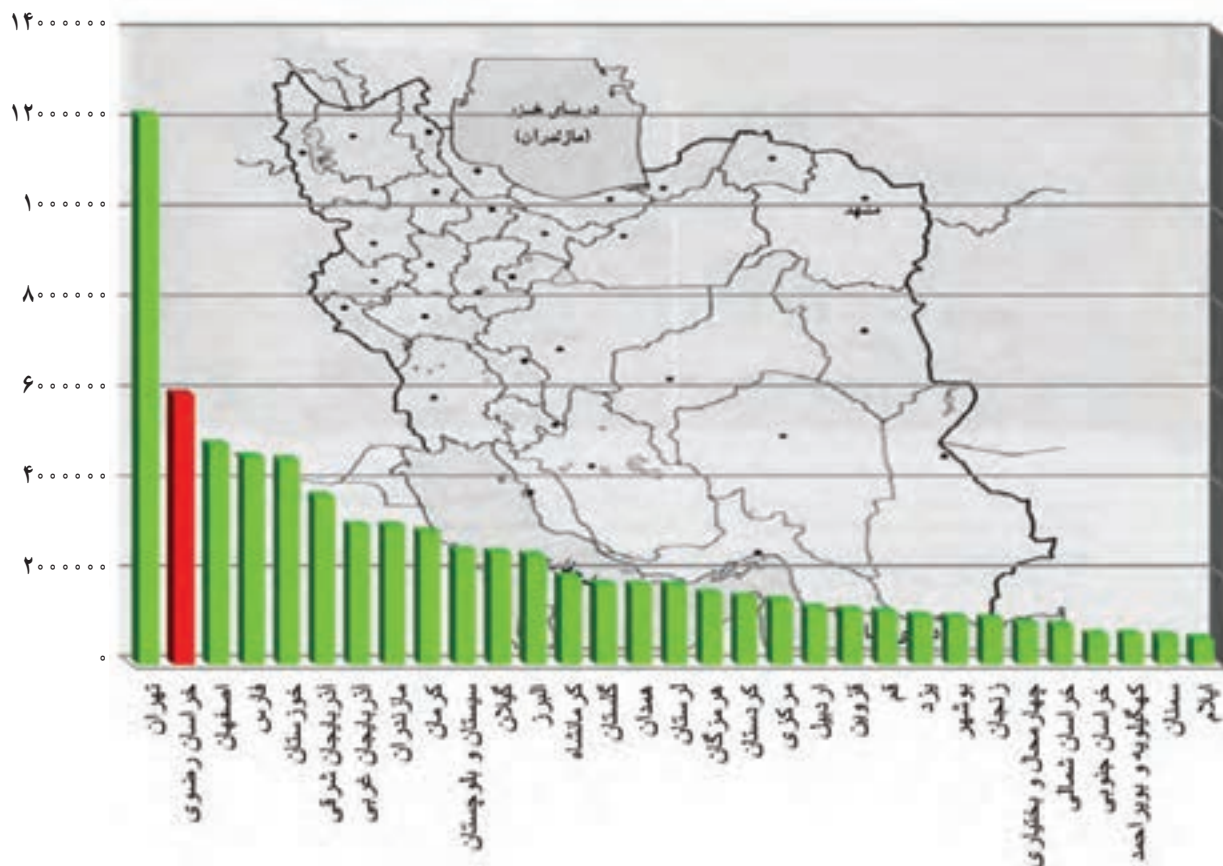 ۱۴۰۰۰۰۰۰
۱۲۰۰۰۰۰۰
۱۰۰۰۰۰۰۰
۸۰۰۰۰۰۰
۶۰۰۰۰۰۰
۴۰۰۰۰۰۰
۲۰۰۰۰۰۰
۰
دریای خزر
(مازندران)
مشهد
تهران
خراسان رضوی
اصفهان
فارس
خوزستان
آذربایجان شرقی
آذربایجان غربی
مازندران
کرمان
سیستان و بلوچستان
گیلان
البرز
کرمانشاه
گلستان
همدان
لرستان
هرمزگان
کردستان
مرکزی
اردبیل
قزوین
قم
یزد
بوشهر
زنجان
چهارمحال و بختیاری
خراسان شمالی
خراسان جنوبی
کهگیلویه و بویراحمد
سمنان
ایلام